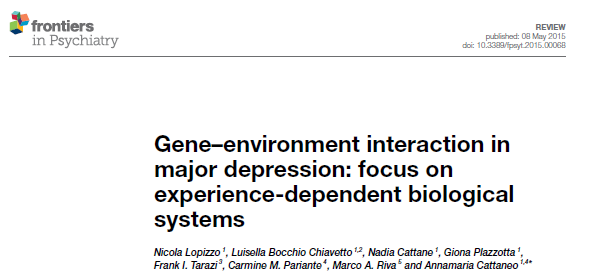 frontiers
in Psychiatry
REVIEW
published: 08 May 2015
doi: 10.3389/fpsyt.2015.00068
Gene–environment interaction in
major depression: focus on
experience-dependent biological
systems
Nicola Lopizzo 1, Luisella Bocchio Chiavetto 1,2, Nadia Cattane 1, Giona Plazzotta 1,
Frank I. Tarazi 3, Carmine M. Pariante 4, Marco A. Riva 5 and Annamaria Cattaneo 1,4*